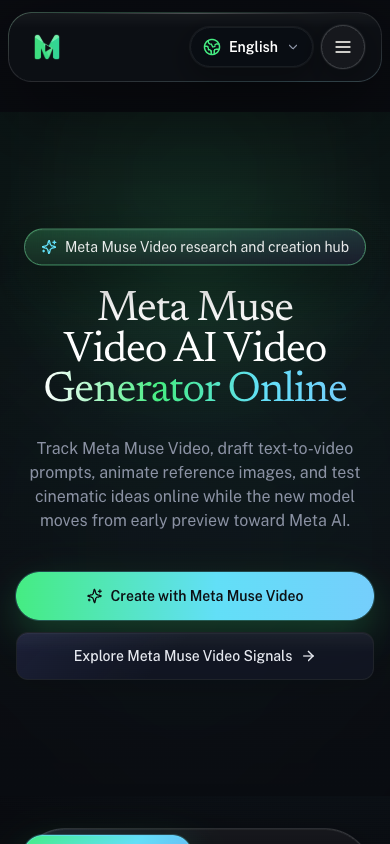 English
Meta Muse Video research and creation hub
Meta Muse
Video AI Video
Generator Online
Track Meta Muse Video, draft text-to-video
prompts, animate reference images, and test
cinematic ideas online while the new model
moves from early preview toward Meta AI.
Create with Meta Muse Video
Explore Meta Muse Video Signals